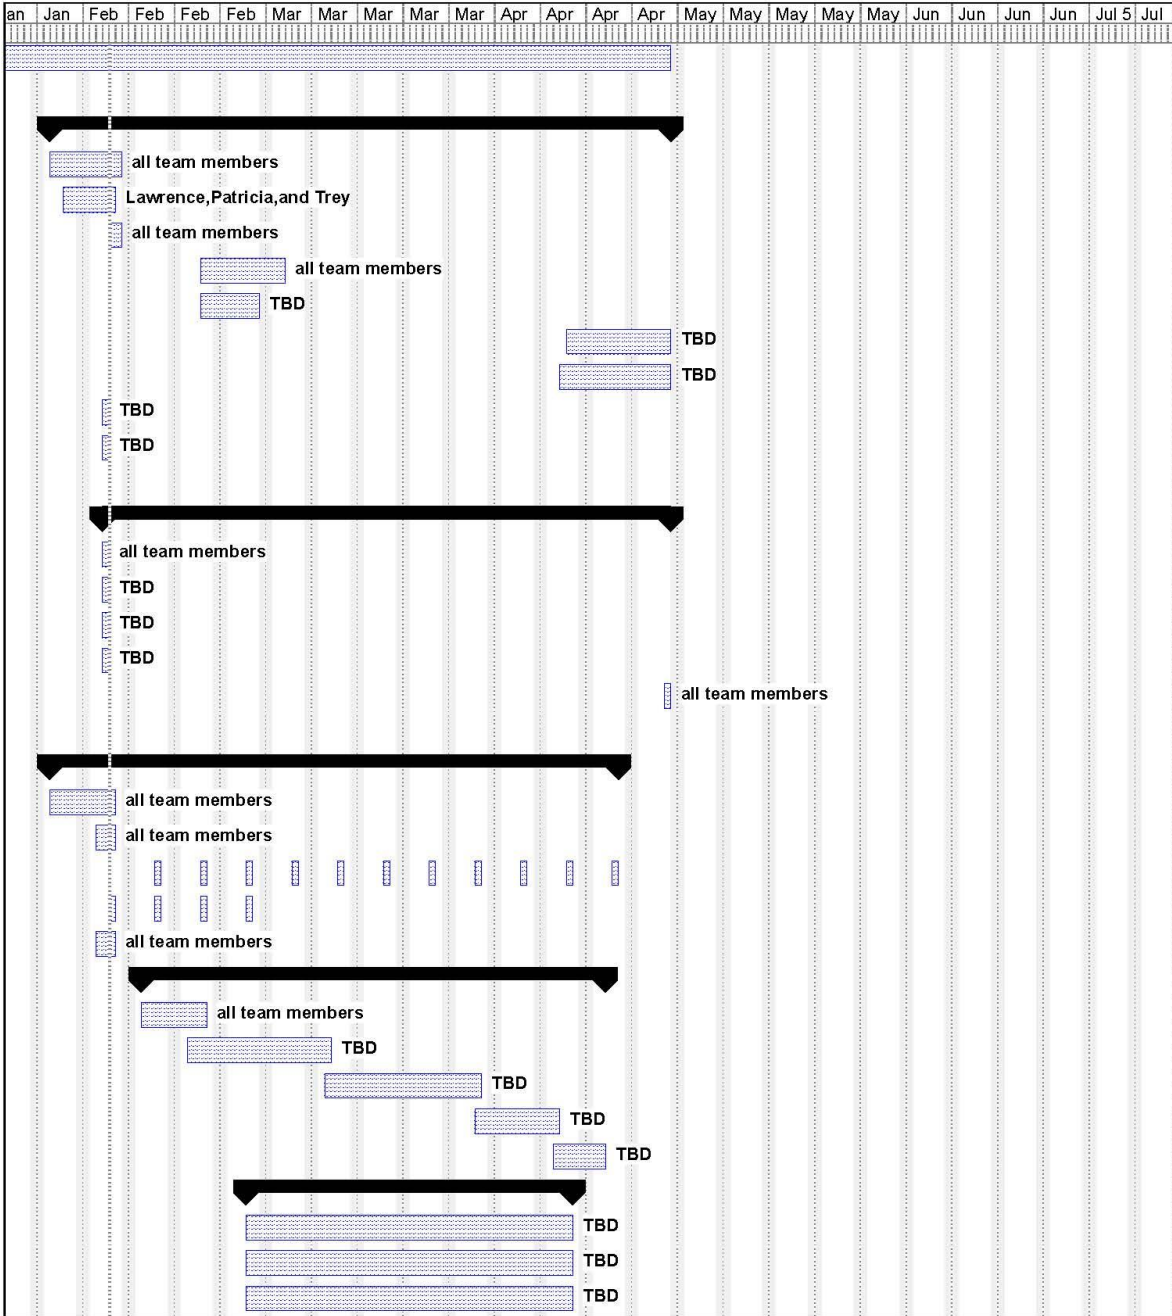 an Jan Feb Feb Feb Feb Mar Mar Mar Mar Apr Apr Apr Apr May May May May May Jun Jun Jun Jun Jul 5 Jul
all team members
Lawrence,Patricia,and Trey
all team members
all team members
TBD
TBD
TBD
TBD
TBD
all team members
TBD
TBD
TBD
all team members
all team members
all team members
all team members
all team members
TBD
TBD
TBD
TBD
TBD
TBD
TBD